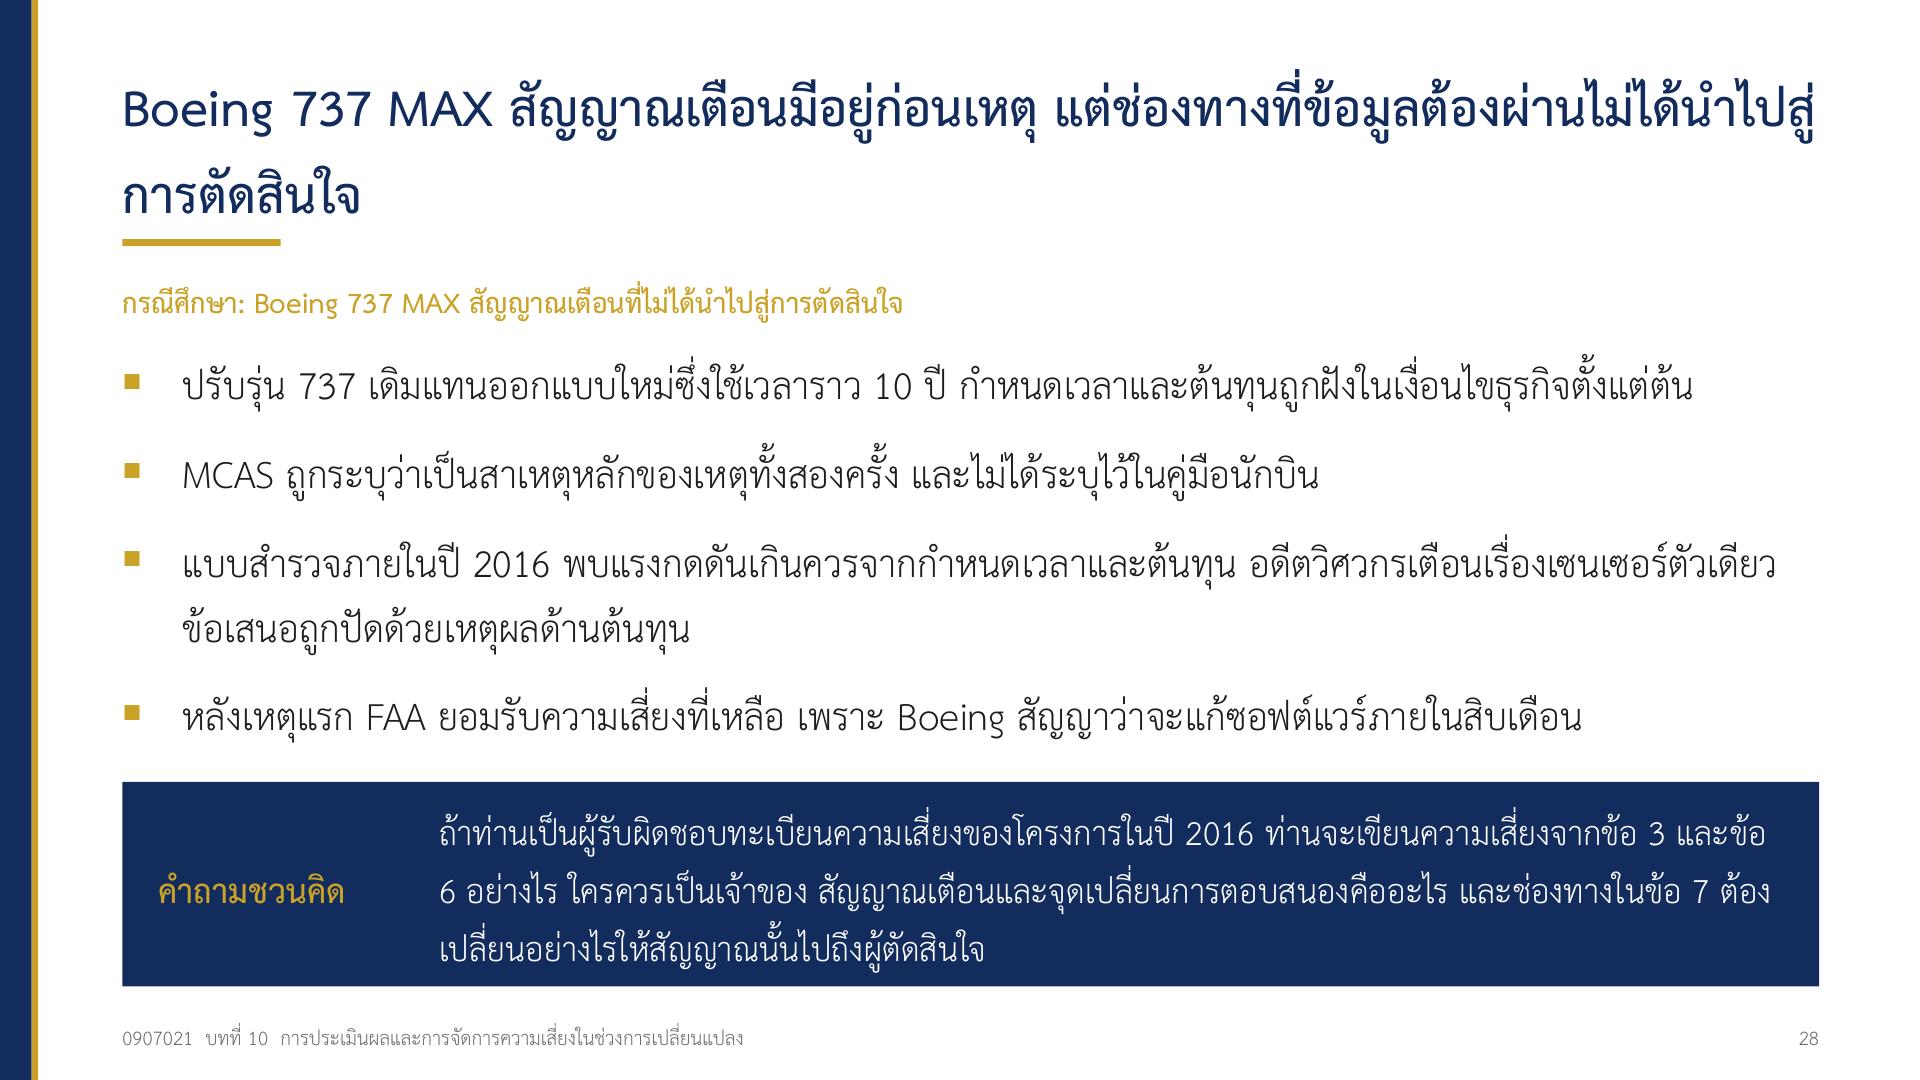 Boeing 737 MAX สัญญาณเตือนมีอยู่ก่อนเหตุ แต่ช่องทางที่ข้อมูลต้องผ่านไม่ได้นำไปสู่
การตัดสินใจ
กรณีศึกษา: Boeing 737 MAX สัญญาณเตือนที่ไม่ได้นำไปสู่การตัดสินใจ
▪ ปรับรุ่น 737 เดิมแทนออกแบบใหม่ซึ่งใช้เวลาราว 10 ปี กำหนดเวลาและต้นทุนถูกฝังในเงื่อนไขธุรกิจตั้งแต่ต้น
▪ MCAS ถูกระบุว่าเป็นสาเหตุหลักของเหตุทั้งสองครั้ง และไม่ได้ระบุไว้ในคู่มือนักบิน
▪ แบบสำรวจภายในปี 2016 พบแรงกดดันเกินควรจากกำหนดเวลาและต้นทุน อดีตวิศวกรเตือนเรื่องเซนเซอร์ตัวเดียว
ข้อเสนอถูกปัดด้วยเหตุผลด้านต้นทุน
▪ หลังเหตุแรก FAA ยอมรับความเสี่ยงที่เหลือ เพราะ Boeing สัญญาว่าจะแก้ซอฟต์แวร์ภายในสิบเดือน
คำถามชวนคิด
ถ้าท่านเป็นผู้รับผิดชอบทะเบียนความเสี่ยงของโครงการในปี 2016 ท่านจะเขียนความเสี่ยงจากข้อ 3 และข้อ
6 อย่างไร ใครควรเป็นเจ้าของ สัญญาณเตือนและจุดเปลี่ยนการตอบสนองคืออะไร และช่องทางในข้อ 7 ต้อง
เปลี่ยนอย่างไรให้สัญญาณนั้นไปถึงผู้ตัดสินใจ
0907021 บทที่ 10 การประเมินผลและการจัดการความเสี่ยงในช่วงการเปลี่ยนแปลง
28